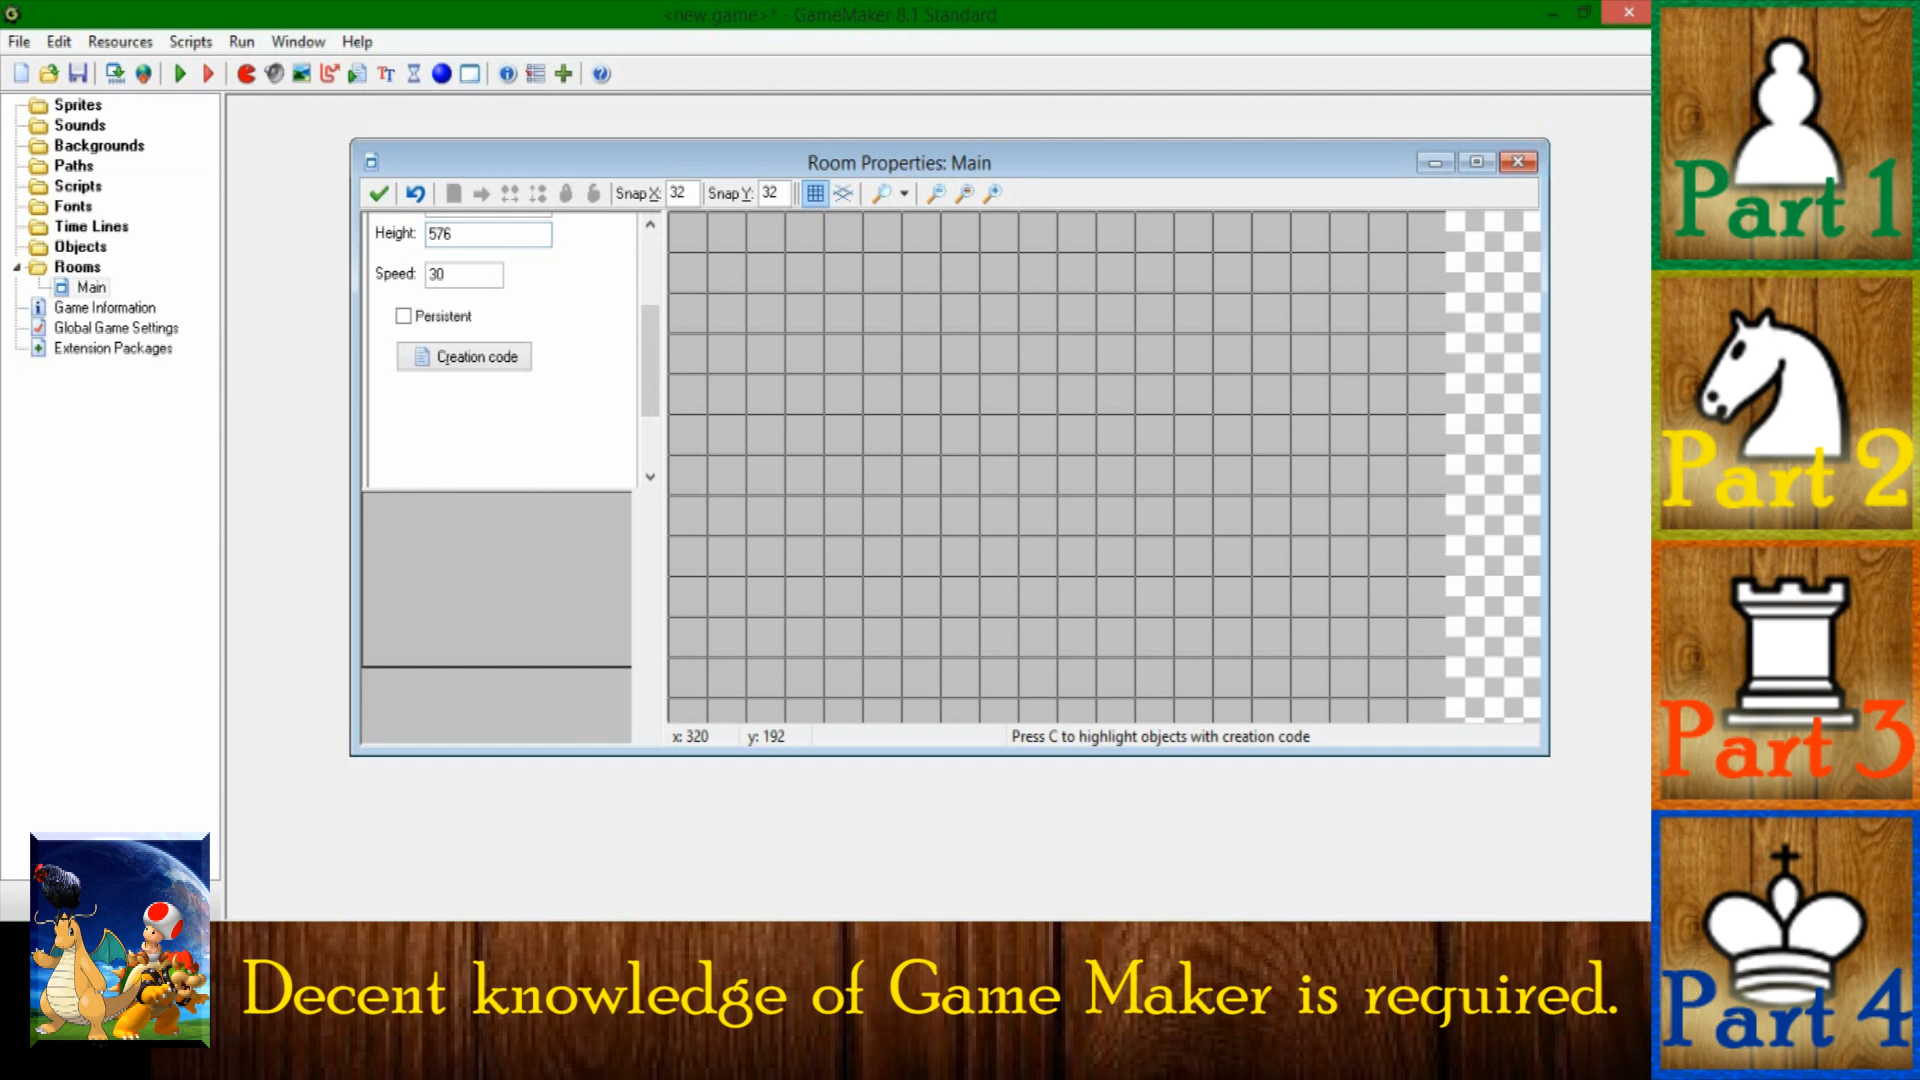 <new game>* - GameMaker 8.1 Standard
File Edit Resources Scripts Run Window Help
Sprites
Sounds
Backgrounds
Paths
Scripts
Fonts
Time Lines
Objects
Rooms
Main
Game Information
Global Game Settings
Extension Packages
Room Properties: Main
Snap X: 32 Snap Y: 32
Height: 576
Speed: 30
Persistent
Creation code
x: 320 y: 192 Press C to highlight objects with creation code
Part 1
Part 2
Part 3
Part 4
Decent knowledge of Game Maker is required.